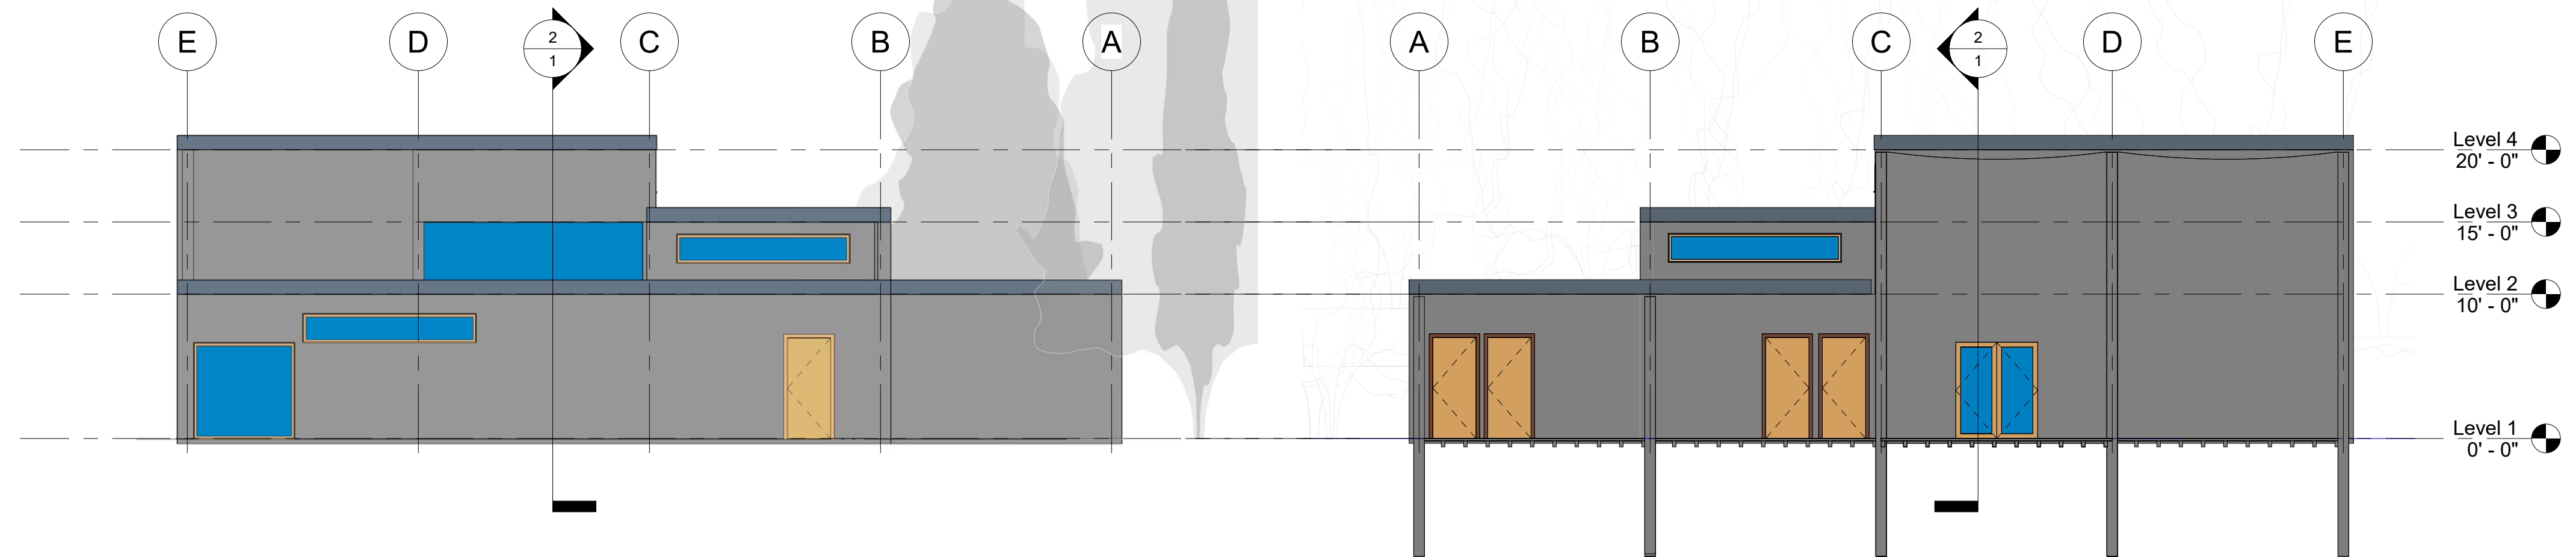 E D 2 C B A A B C 2 D E
1 1
Level 4
20' - 0"
Level 3
15' - 0"
Level 2
10' - 0"
Level 1
0' - 0"